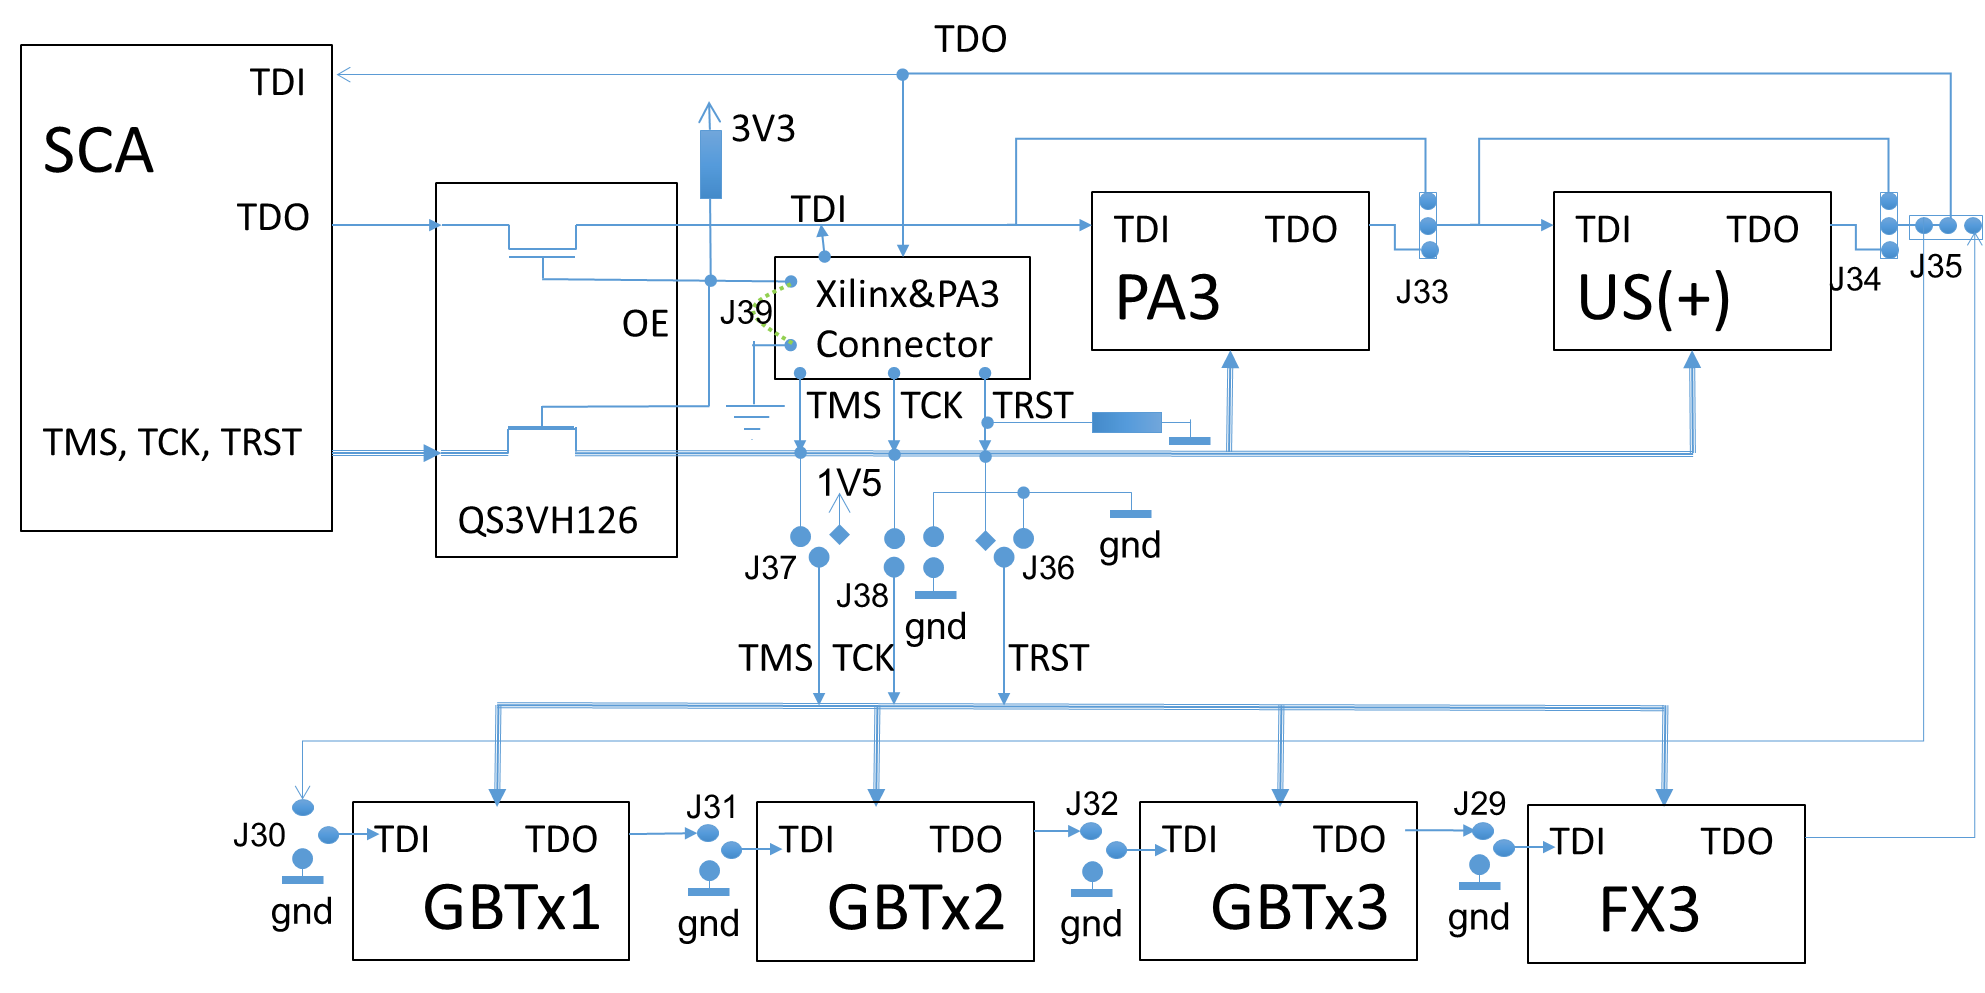 TDO
TDI
SCA
3V3
TDO
TDI
TDI
TDO
TDI
TDO
PA3
J33
US(+)
J34
J35
OE
J39
Xilinx&PA3
Connector
TMS
TCK
TRST
TMS, TCK, TRST
1V5
QS3VH126
J37
J38
gnd
J36
gnd
TMS
TCK
TRST
J30
gnd
TDI
TDO
GBTx1
J31
gnd
TDI
TDO
GBTx2
J32
gnd
TDI
TDO
GBTx3
J29
gnd
TDI
TDO
FX3